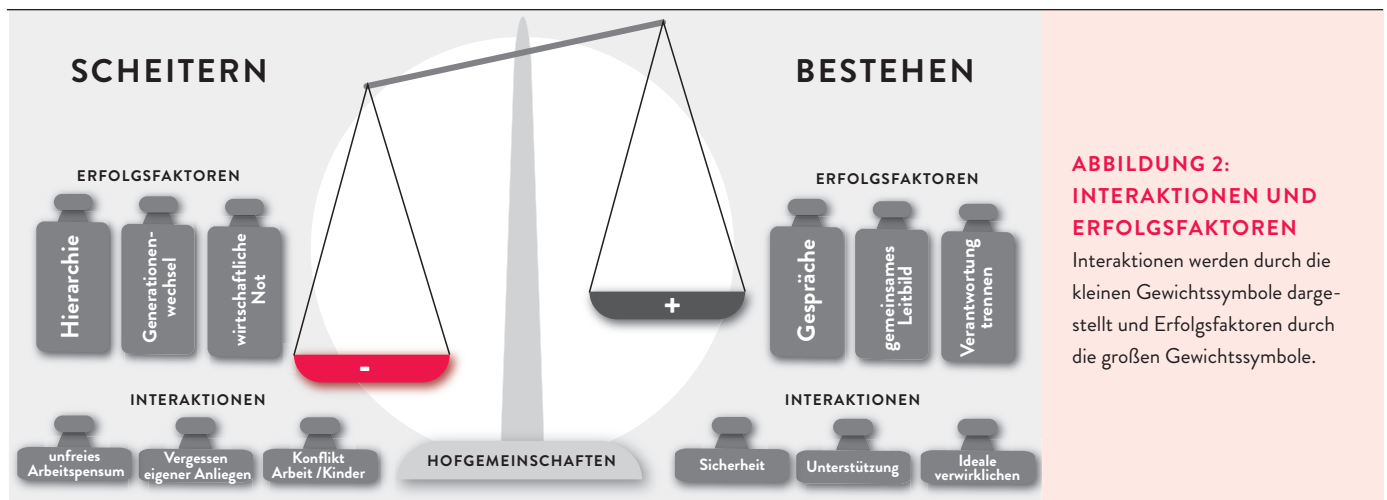 SCHEITERN
ERFOLGSFAKTOREN
Hierarchie
Generationen-
wechsel
wirtschaftliche
Not
INTERAKTIONEN
unfreies
Arbeitspensum
Vergessen
eigener Anliegen
Konflikt
Arbeit /Kinder
-
+
HOFGEMEINSCHAFTEN
BESTEHEN
ERFOLGSFAKTOREN
Gespräche
gemeinsames
Leitbild
Verantwortung
trennen
INTERAKTIONEN
Sicherheit
Unterstützung
Ideale
verwirklichen
ABBILDUNG 2:
INTERAKTIONEN UND
ERFOLGSFAKTOREN
Interaktionen werden durch die
kleinen Gewichtssymbole darge-
stellt und Erfolgsfaktoren durch
die großen Gewichtssymbole.